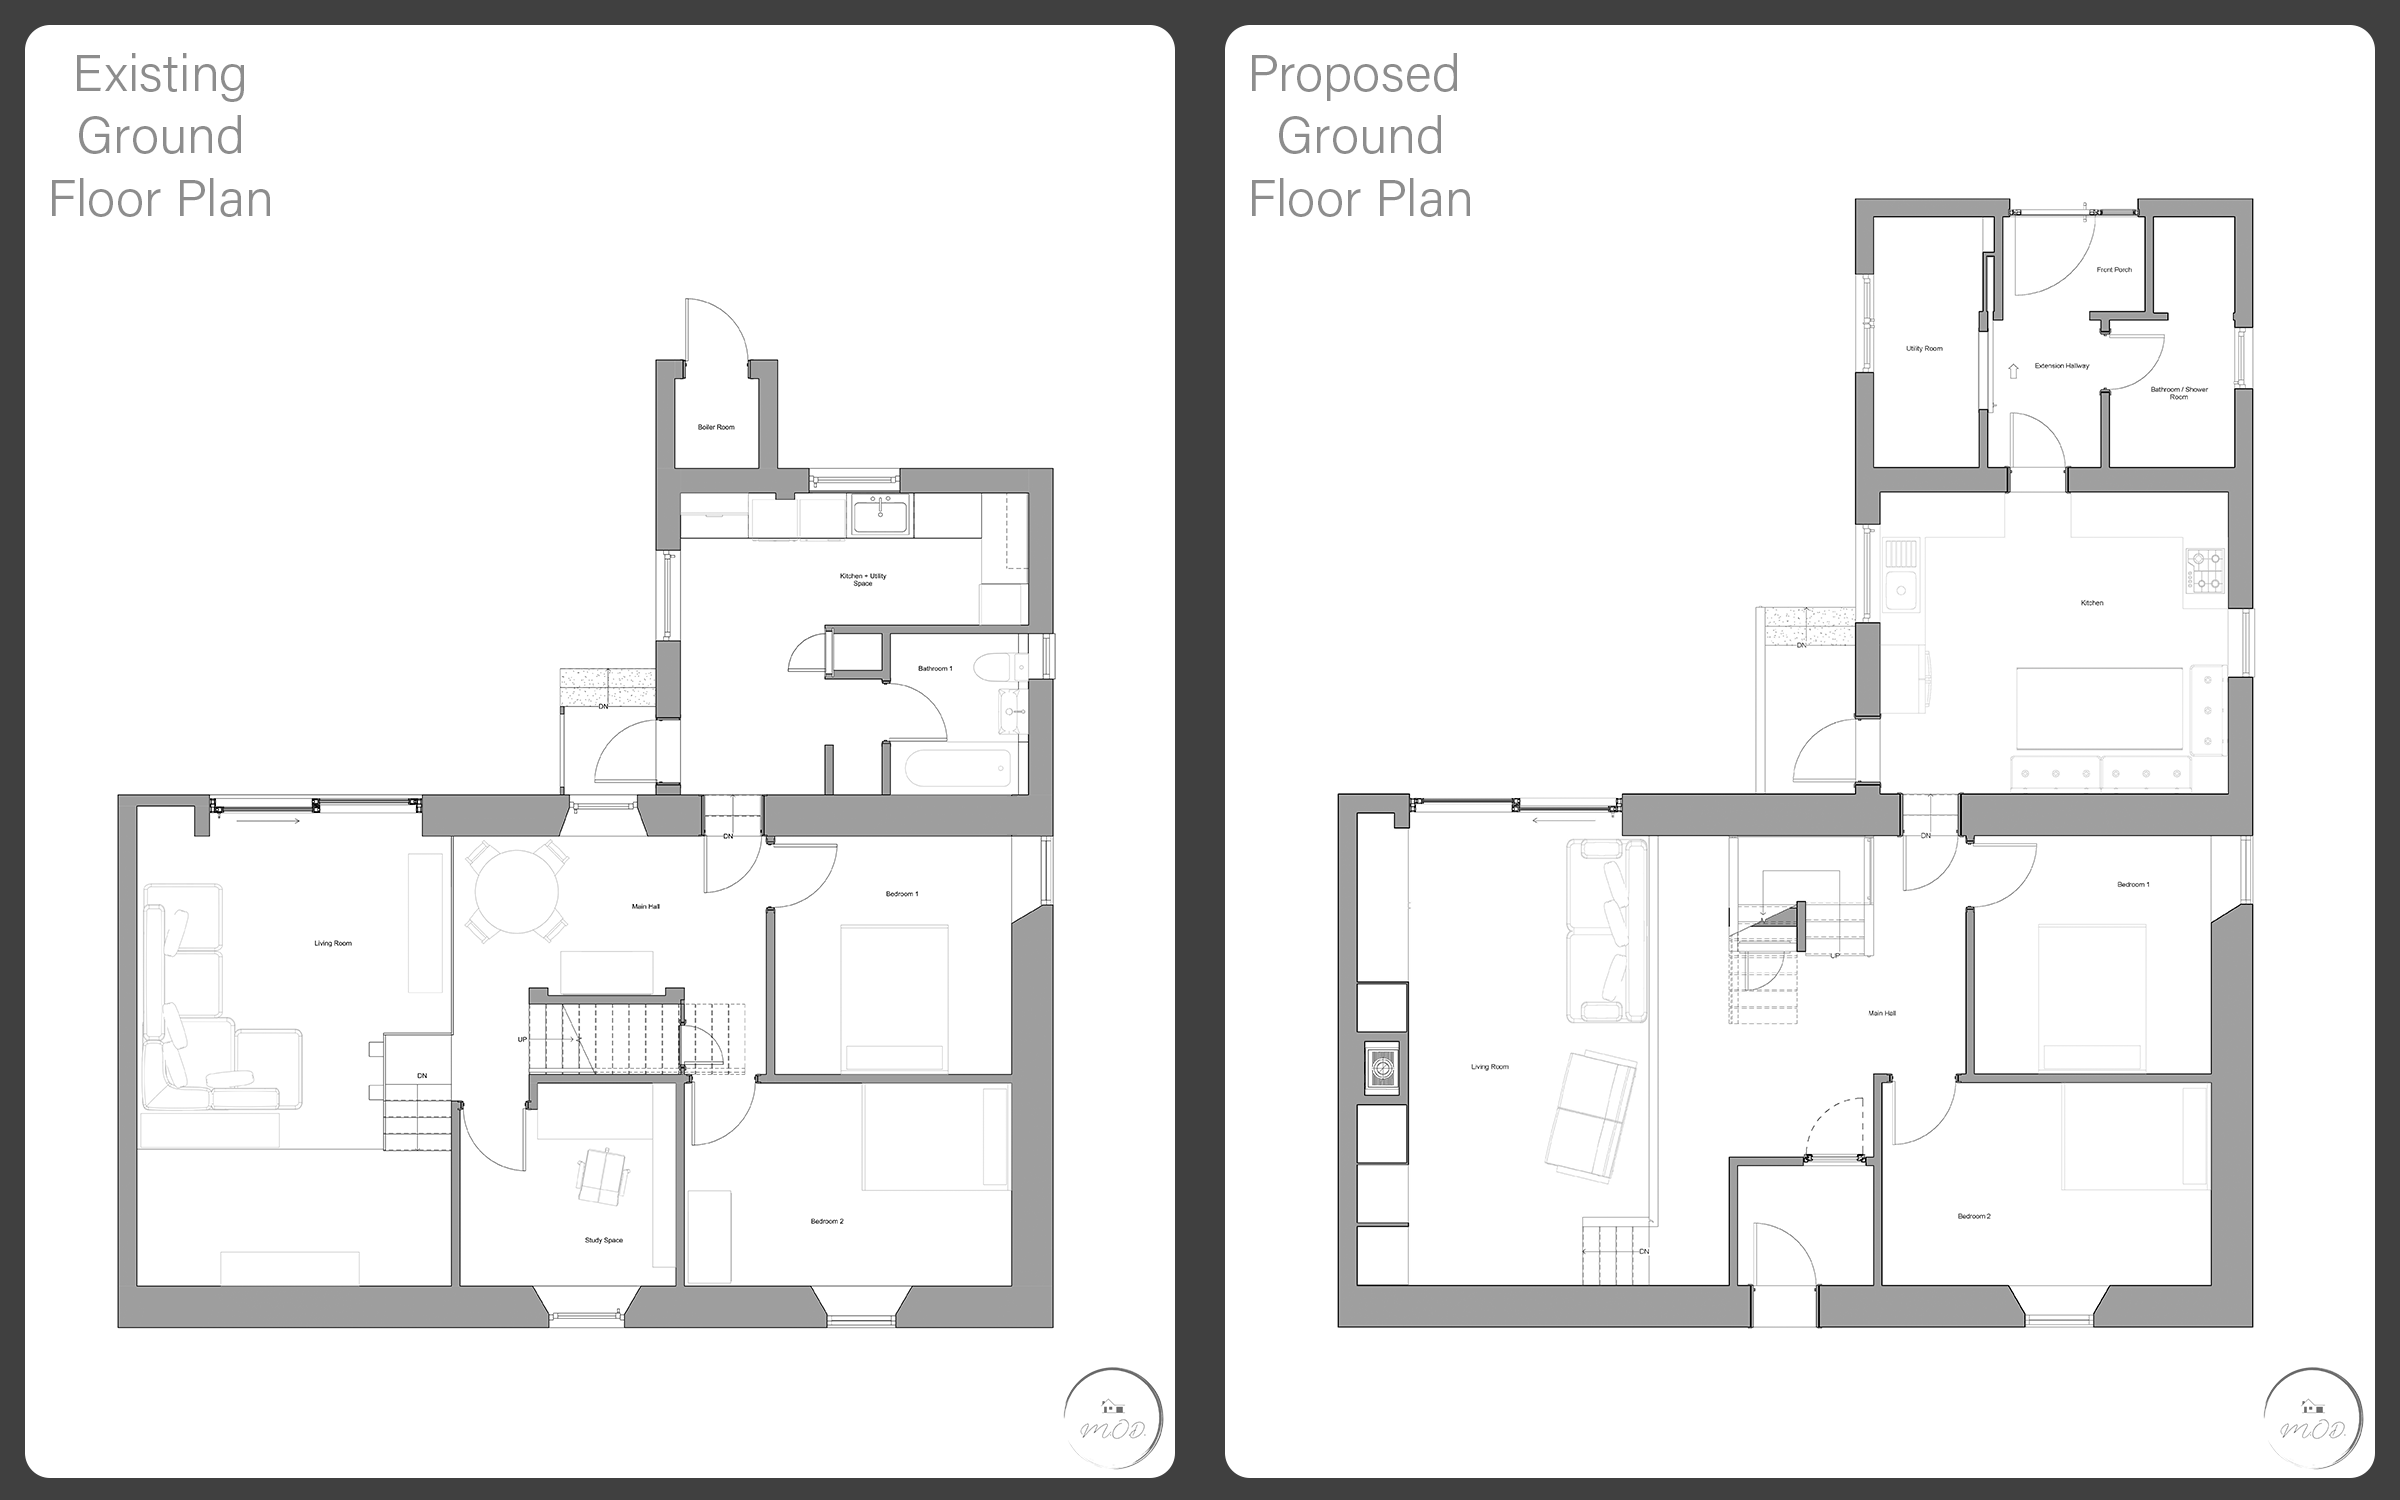 Existing
Ground
Floor Plan
Boiler Room
Kitchen + Utility
Space
Bathroom 1
DN
DN
Main Hall
Bedroom 1
Living Room
UP
DN
Study Space
Bedroom 2
M.O.D.
Proposed
Ground
Floor Plan
Front Porch
Utility Room
Extension Hallway
Bathroom / Shower
Room
Kitchen
DN
DN
Bedroom 1
UP
Main Hall
Living Room
Bedroom 2
DN
M.O.D.